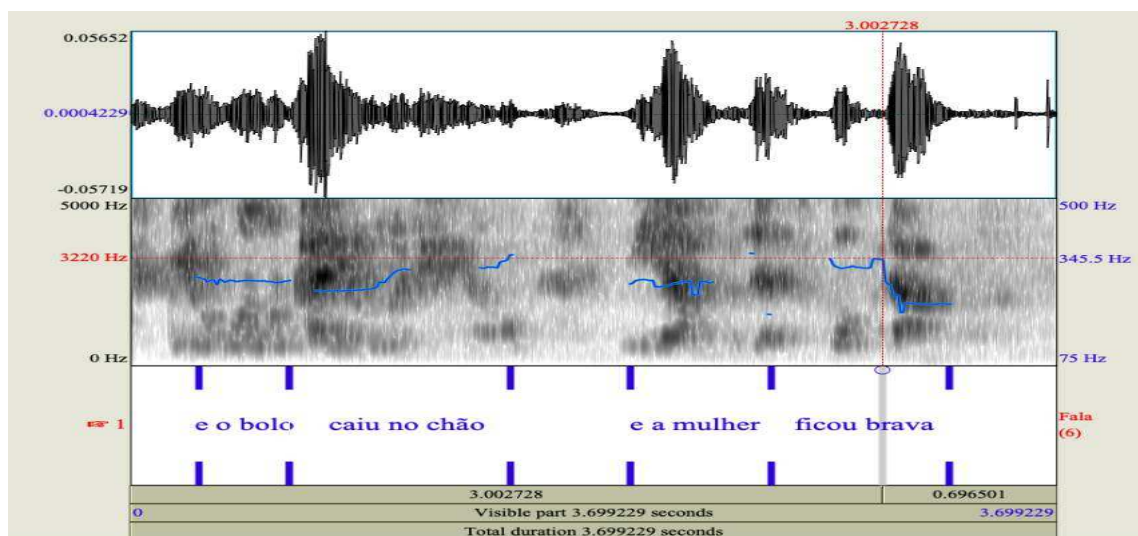 3.002728
0.05652
0.0004229
-0.05719
5000 Hz 500 Hz
3220 Hz 345.5 Hz
0 Hz 75 Hz
☞ 1 e o bolo caiu no chão e a mulher ficou brava Fala
(6)
3.002728 0.696501
0 Visible part 3.699229 seconds 3.699229
Total duration 3.699229 seconds